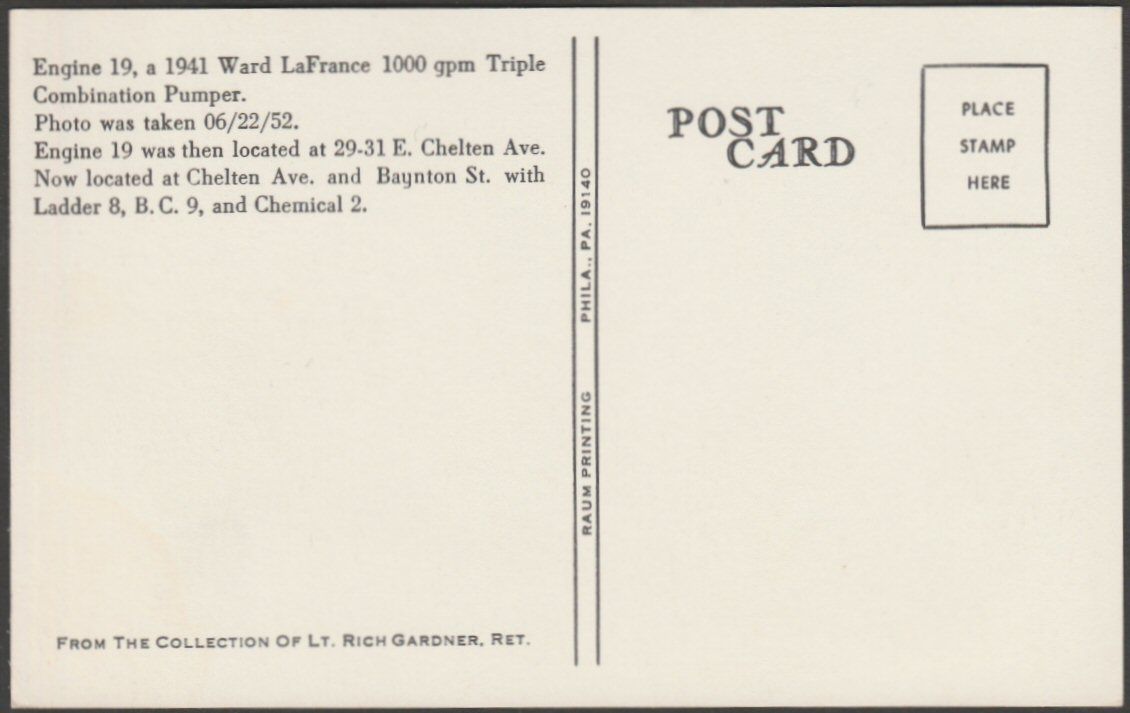 Engine 19, a 1941 Ward LaFrance 1000 gpm Triple
Combination Pumper.
Photo was taken 06/22/52.
Engine 19 was then located at 29-31 E. Chelten Ave.
Now located at Chelten Ave. and Baynton St. with
Ladder 8, B.C. 9, and Chemical 2.
FROM THE COLLECTION OF LT. RICH GARDNER, RET.
RAUM PRINTING PHILA., PA. 19140
POST
CARD
PLACE
STAMP
HERE